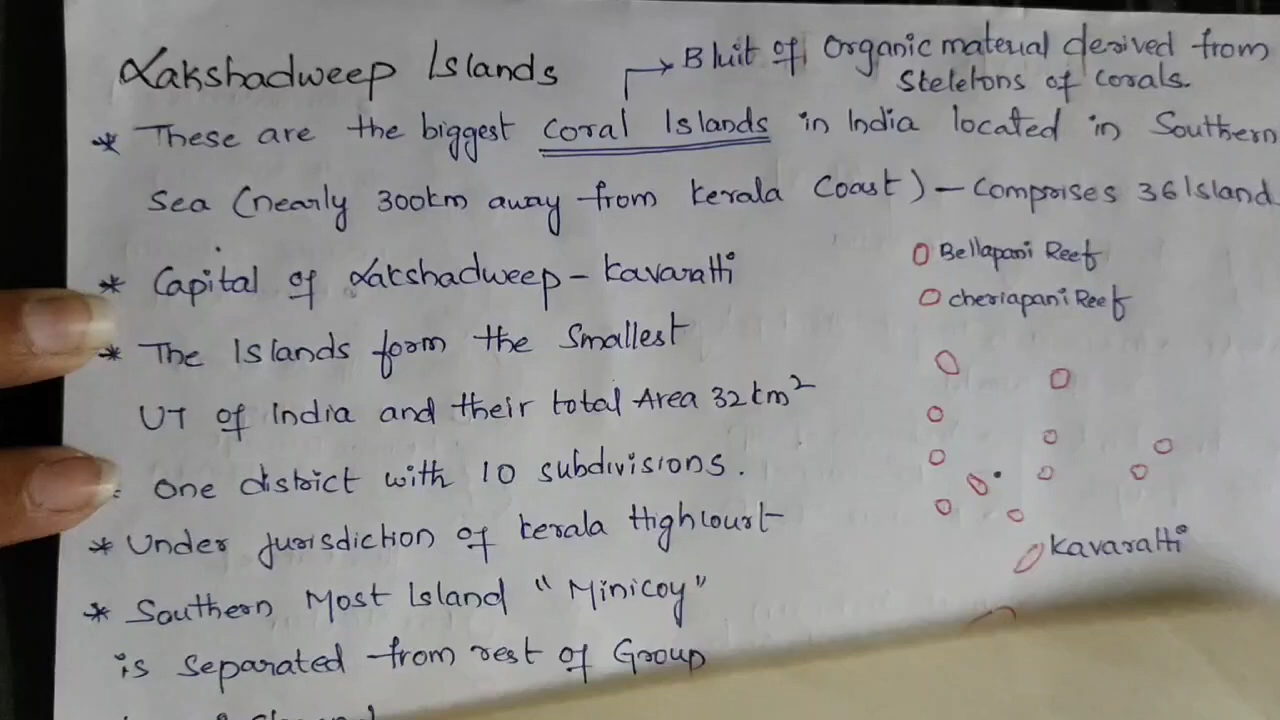 Lakshadweep Islands
Bluit of Organic material derived from
Steletons of corals.
* These are the biggest Coral Islands in India located in Southern
Sea (nearly 300km away from Kerala Coast) - Comprises 36 Island
* Capital of Lakshadweep - Kavaratti
Bellapani Reef
cheriapani Reef
* The Islands form the Smallest
UT of India and their total Area 32km²
One district with 10 subdivisions.
* Under jurisdiction of Kerala Highcourt
Kavaratti
* Southern Most Island "Minicoy"
is separated from rest of Group